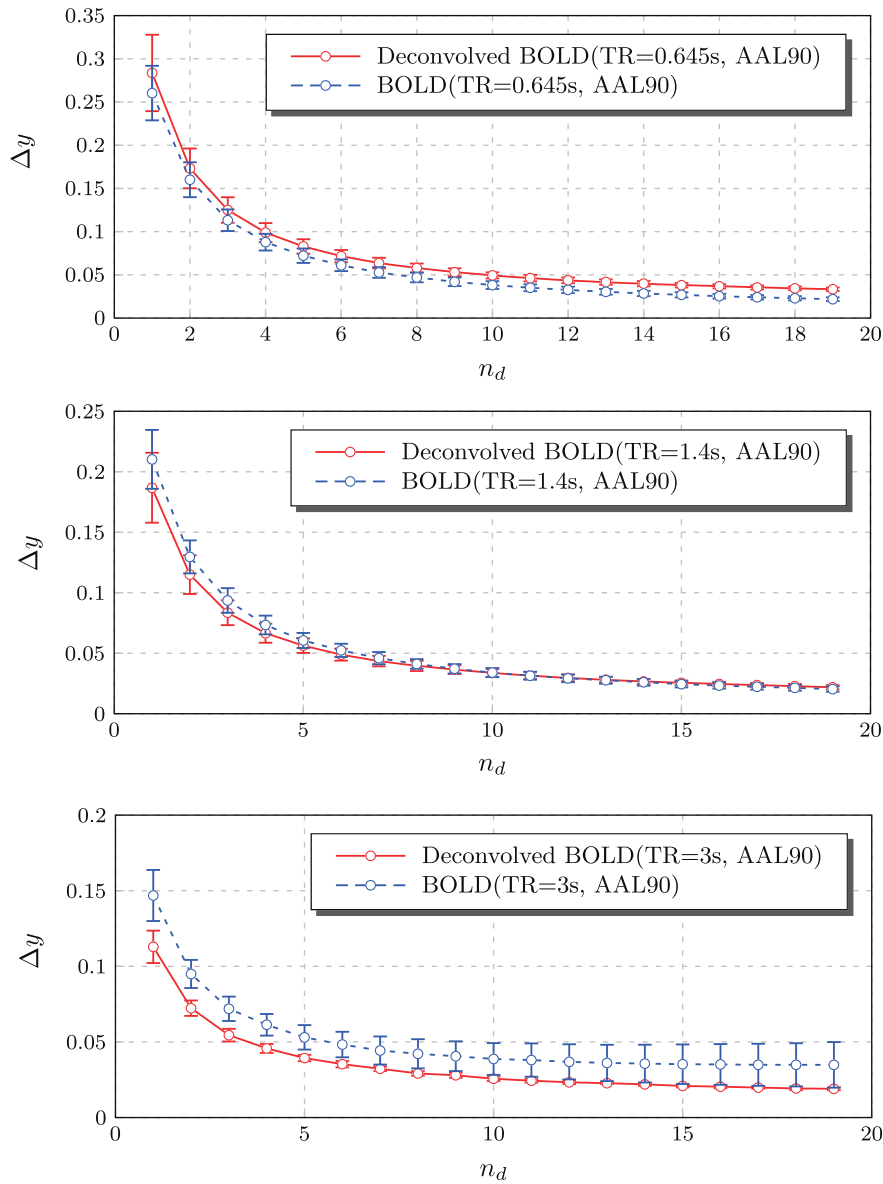 0.35
0.3
0.25
0.2
0.15
0.1
0.05
0
Δy
Deconvolved BOLD(TR=0.645s, AAL90)
BOLD(TR=0.645s, AAL90)
0 2 4 6 8 10 12 14 16 18 20
n_d
0.25
0.2
0.15
0.1
0.05
0
Δy
Deconvolved BOLD(TR=1.4s, AAL90)
BOLD(TR=1.4s, AAL90)
0 5 10 15 20
n_d
0.2
0.15
0.1
0.05
0
Δy
Deconvolved BOLD(TR=3s, AAL90)
BOLD(TR=3s, AAL90)
0 5 10 15 20
n_d